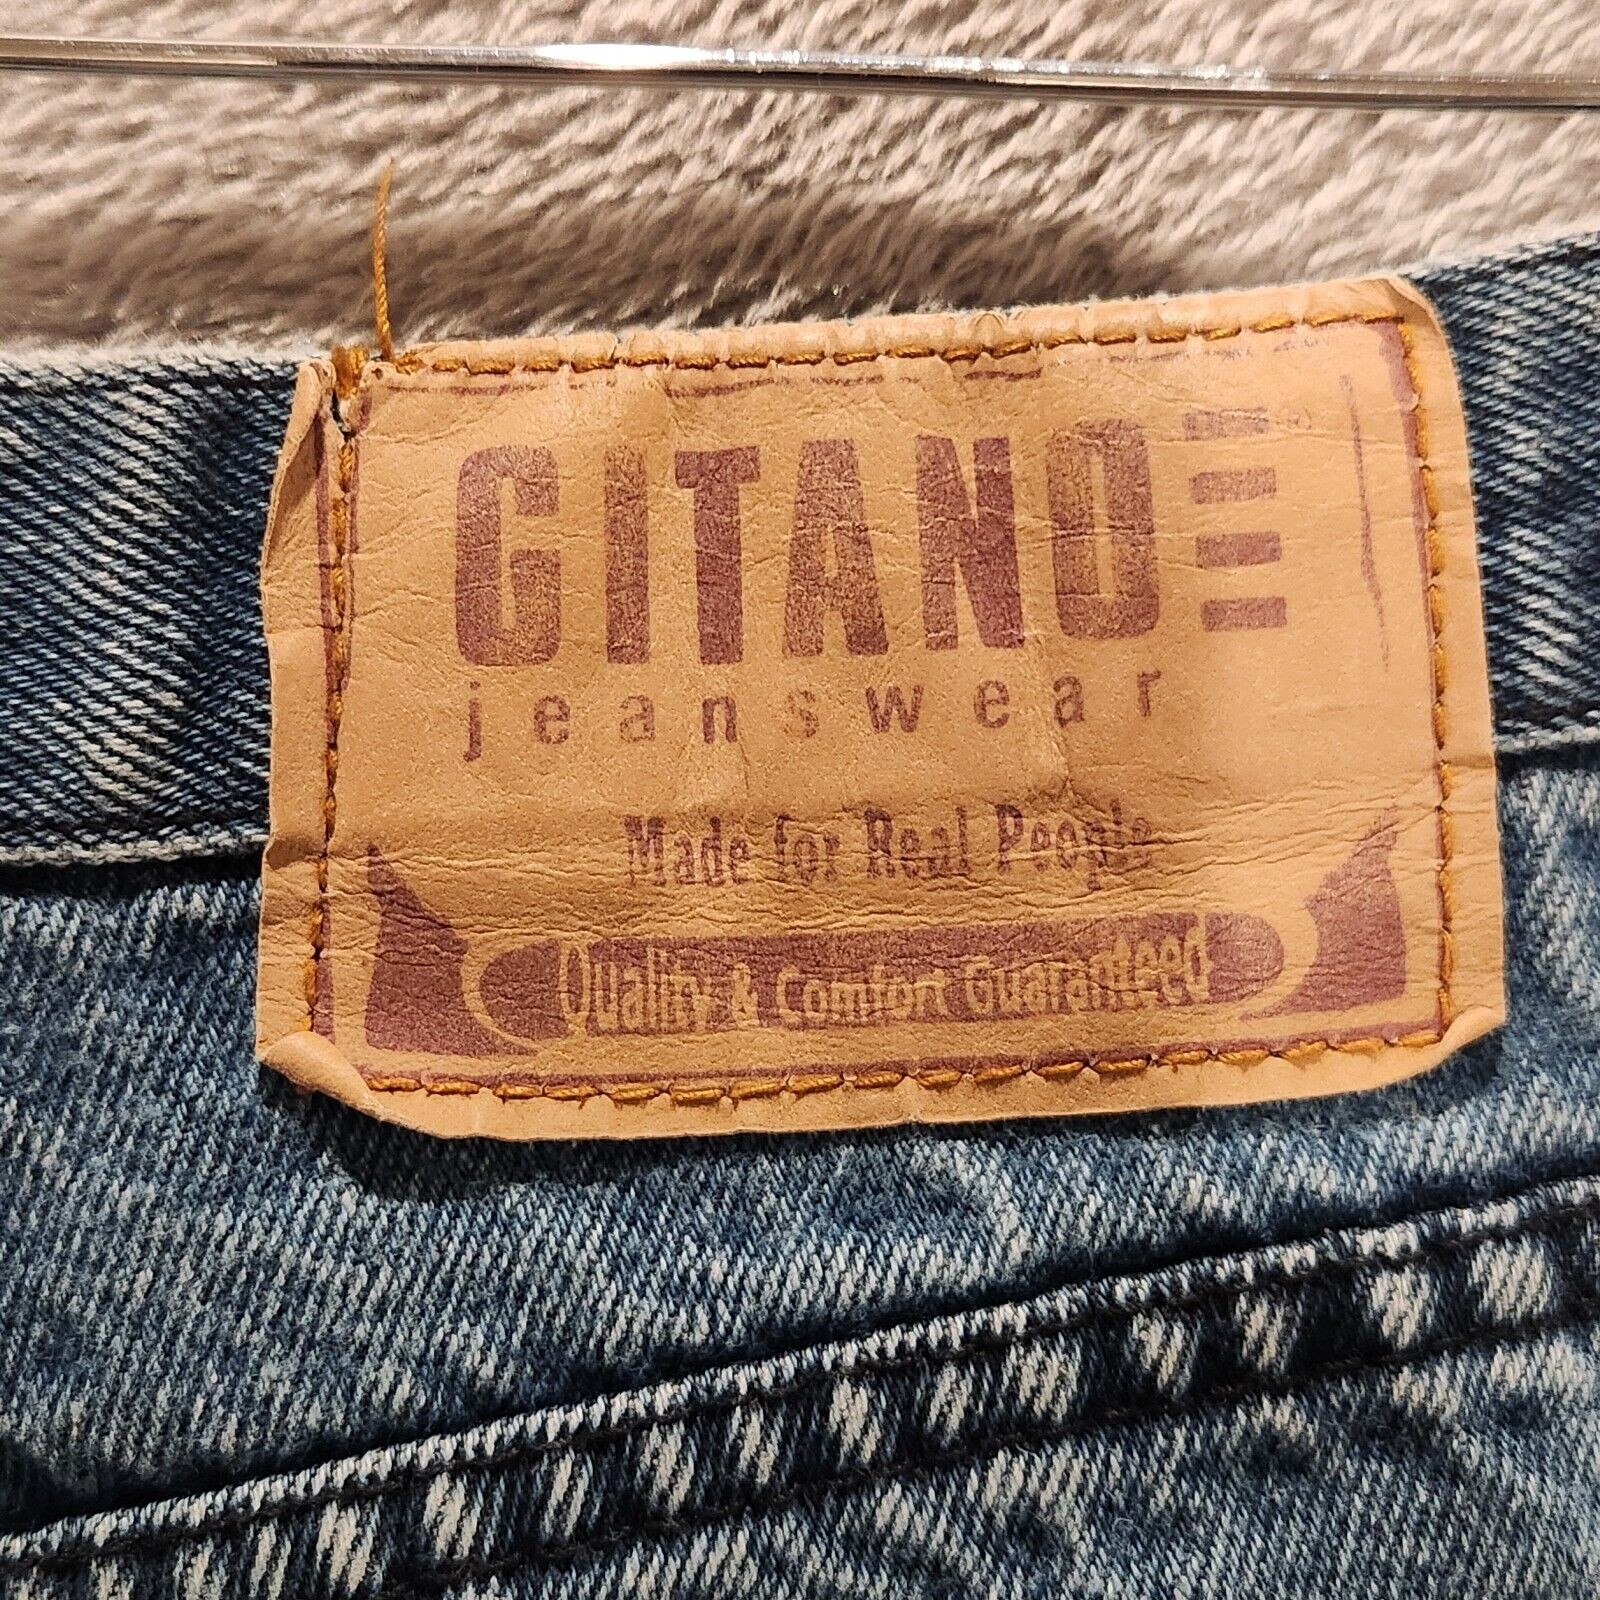 GITANO ®
jeanswear
Made for Real People
Quality & Comfort Guaranteed